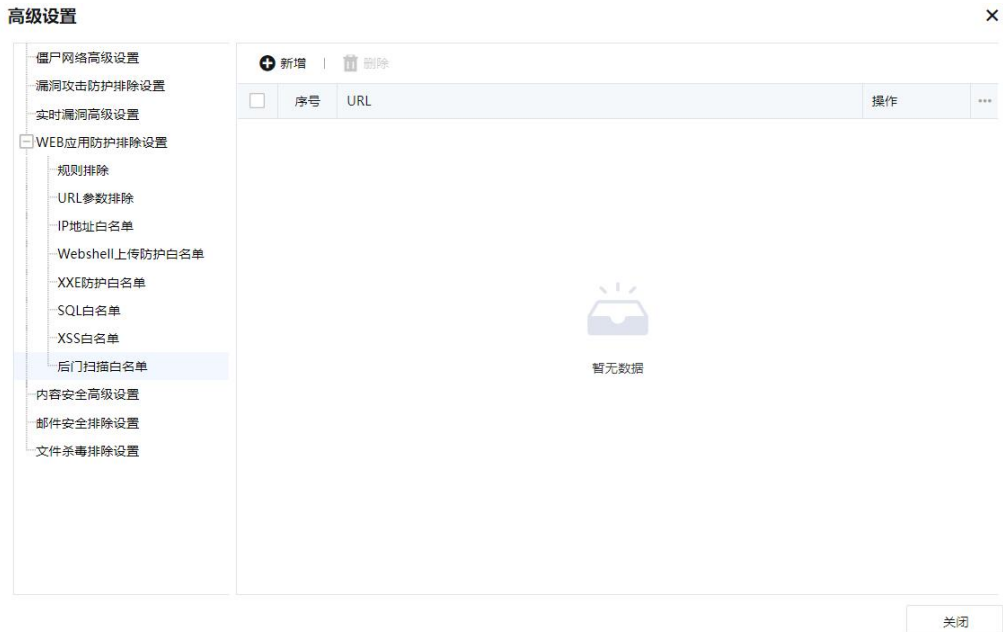 高级设置
僵尸网络高级设置
漏洞攻击防护排除设置
实时漏洞高级设置
WEB应用防护排除设置
规则排除
URL参数排除
IP地址白名单
Webshell上传防护白名单
XXE防护白名单
SQL白名单
XSS白名单
后门扫描白名单
内容安全高级设置
邮件安全排除设置
文件杀毒排除设置
新增 删除
序号 URL 操作
暂无数据
关闭